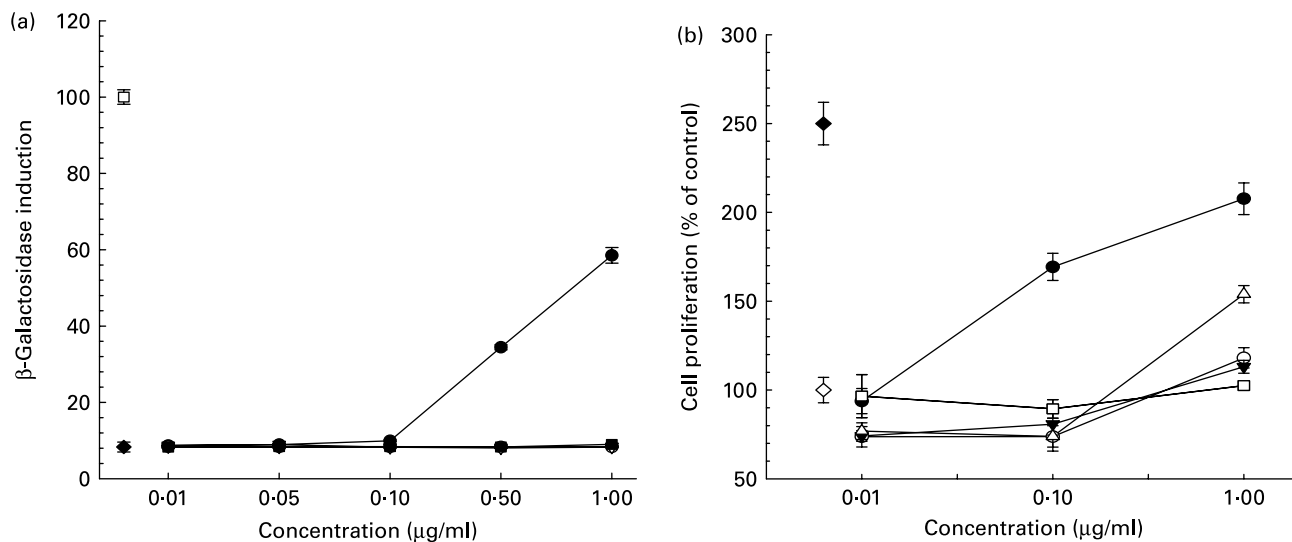 (a)
120
100
80
60
40
20
0
β-Galactosidase induction
0·01 0·05 0·10 0·50 1·00
Concentration (μg/ml)
(b)
300
250
200
150
100
50
Cell proliferation (% of control)
0·01 0·10 1·00
Concentration (μg/ml)